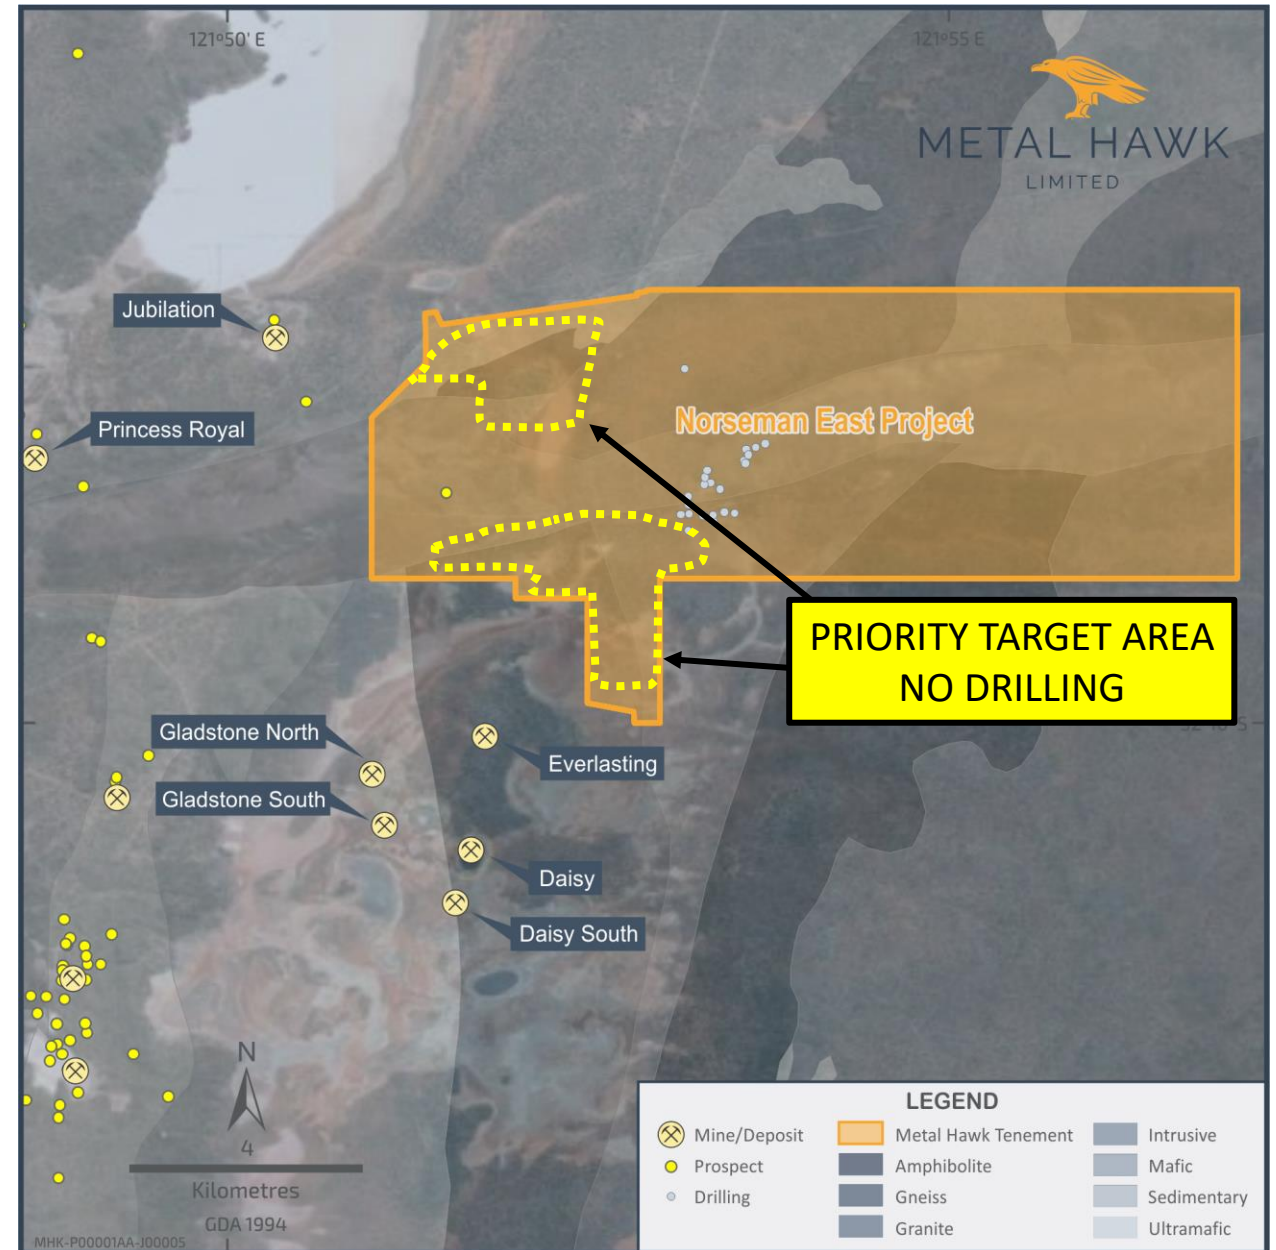 121°50' E
121°55 E
METAL HAWK
LIMITED
Jubilation
Princess Royal
Norseman East Project
PRIORITY TARGET AREA
NO DRILLING
Gladstone North
Everlasting
Gladstone South
Daisy
Daisy South
N
4
Kilometres
GDA 1994
MHK-P00001AA-J00005
LEGEND
Mine/Deposit
Prospect
Drilling
Metal Hawk Tenement
Amphibolite
Gneiss
Granite
Intrusive
Mafic
Sedimentary
Ultramafic